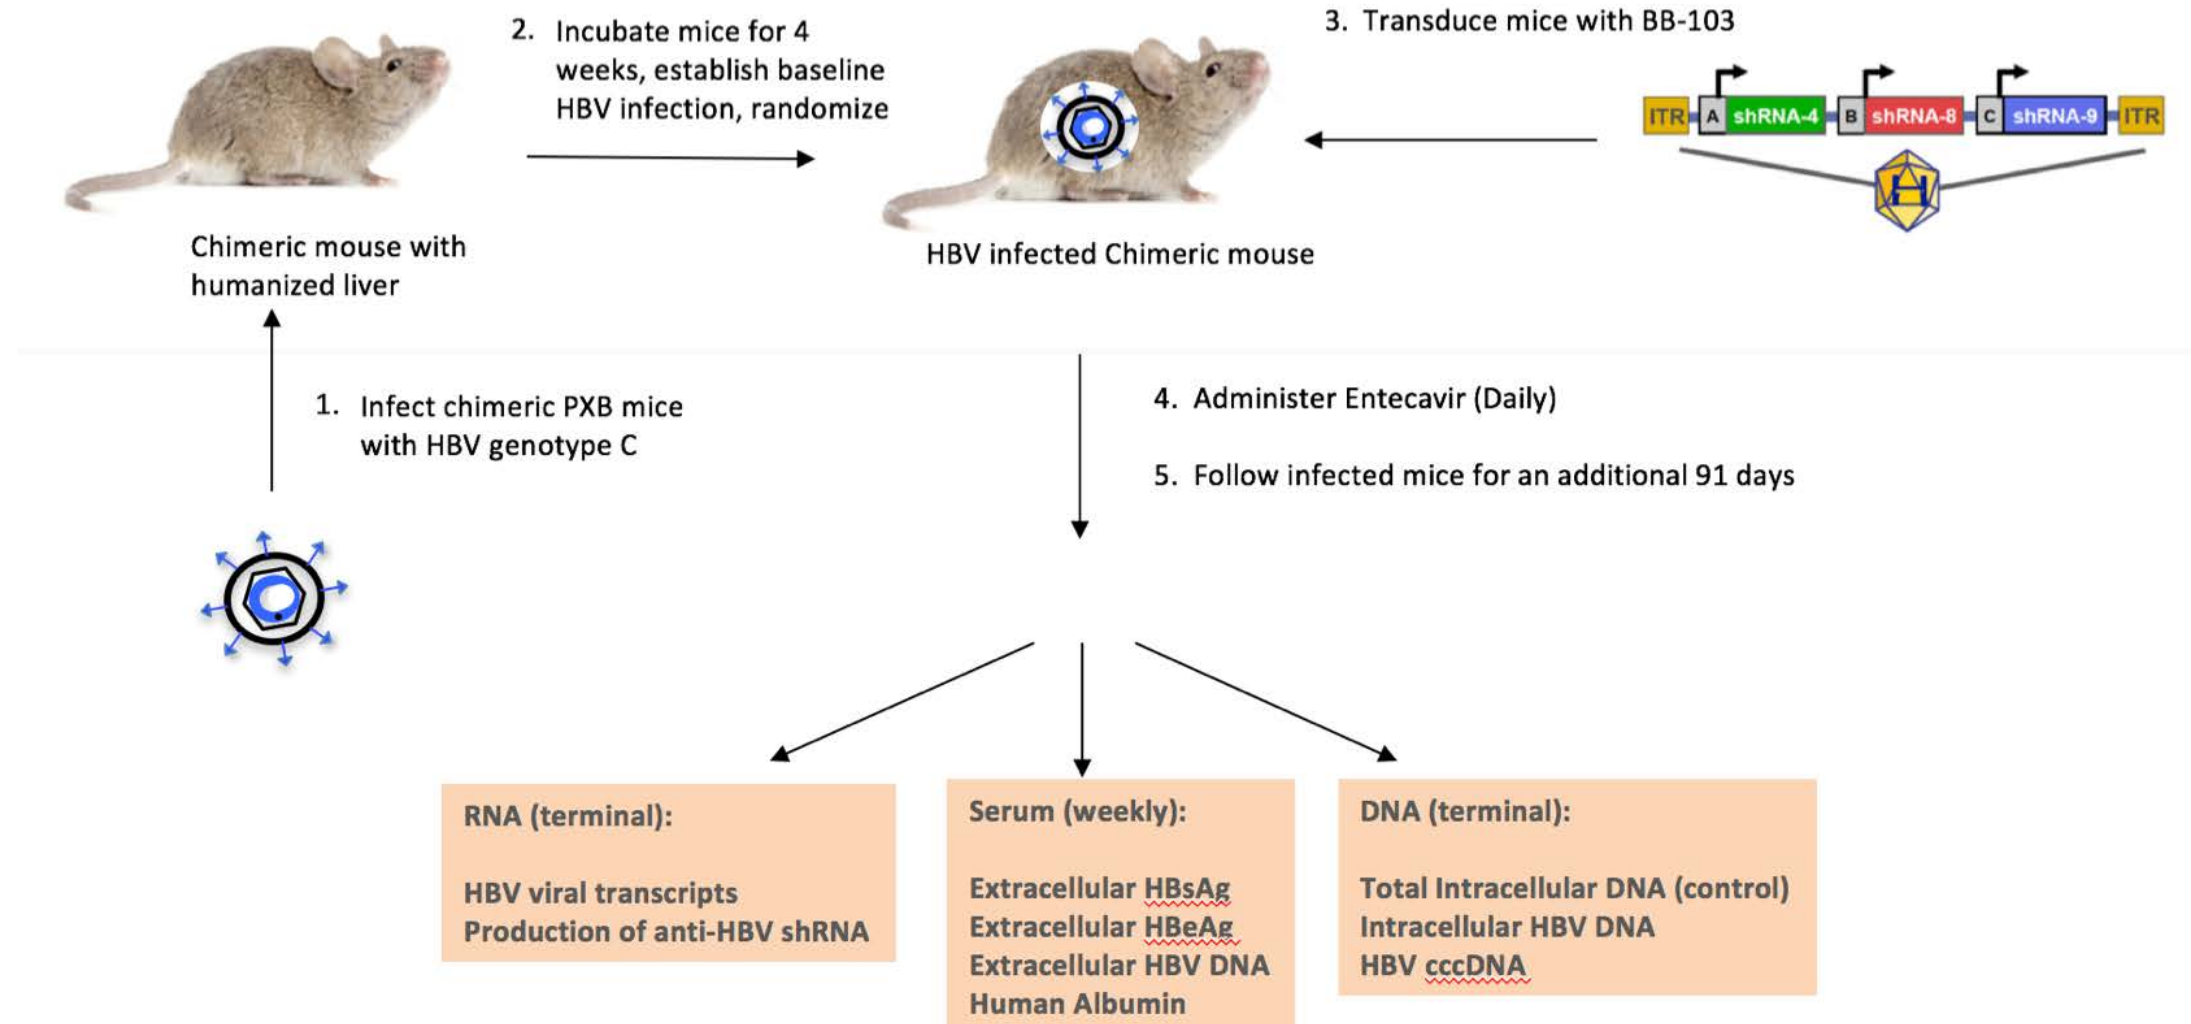 2. Incubate mice for 4
weeks, establish baseline
HBV infection, randomize
3. Transduce mice with BB-103
ITR A shRNA-4 B shRNA-8 C shRNA-9 ITR
H
Chimeric mouse with
humanized liver
HBV infected Chimeric mouse
1. Infect chimeric PXB mice
with HBV genotype C
4. Administer Entecavir (Daily)
5. Follow infected mice for an additional 91 days
RNA (terminal):
HBV viral transcripts
Production of anti-HBV shRNA
Serum (weekly):
Extracellular HBsAg
Extracellular HBeAg
Extracellular HBV DNA
Human Albumin
DNA (terminal):
Total Intracellular DNA (control)
Intracellular HBV DNA
HBV cccDNA